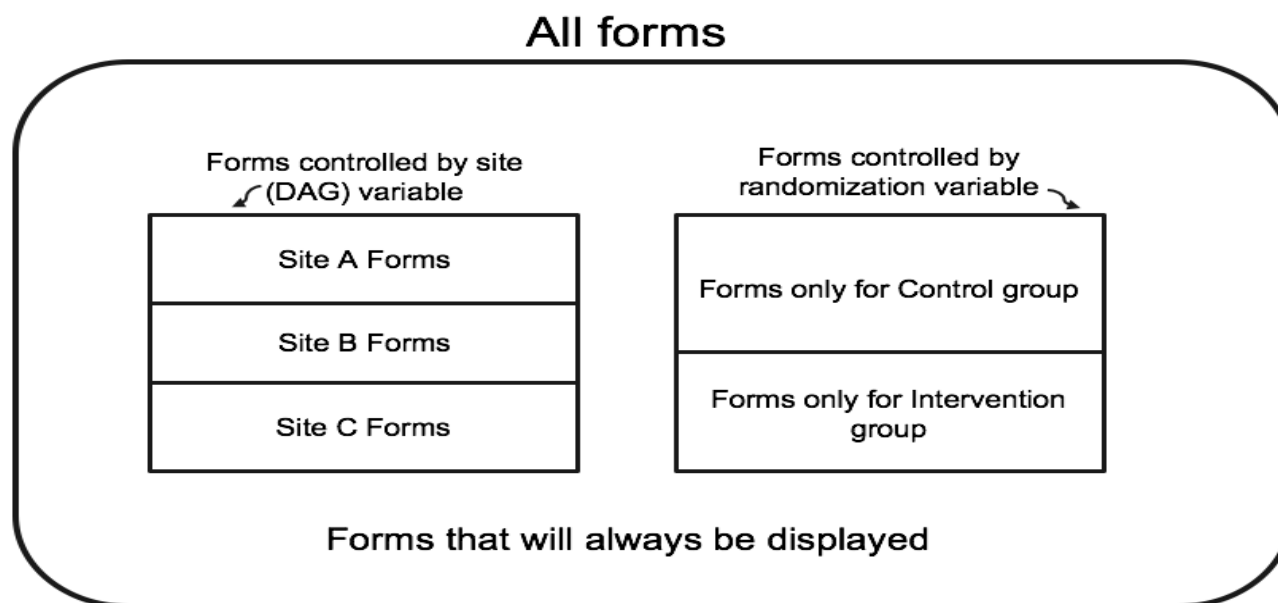 All forms
Forms controlled by site
(DAG) variable
Site A Forms
Site B Forms
Site C Forms
Forms controlled by
randomization variable
Forms only for Control group
Forms only for Intervention
group
Forms that will always be displayed